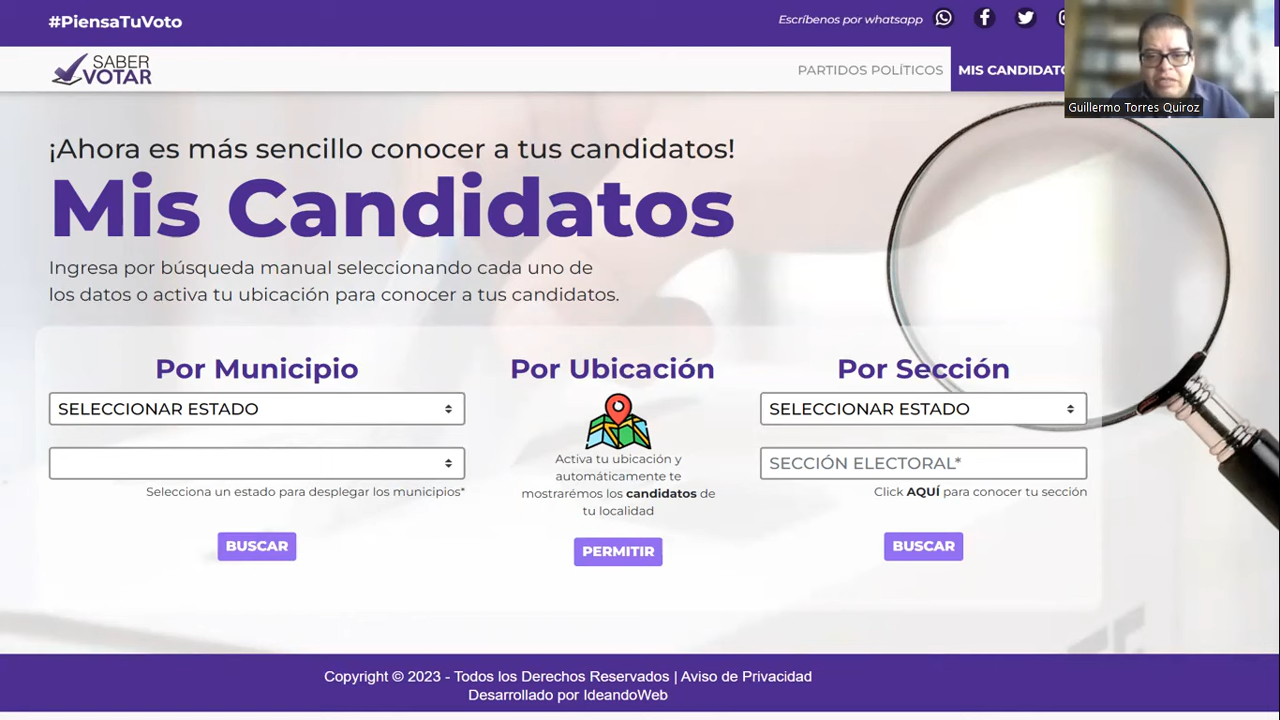 #PiensaTuVoto
Escríbenos por whatsapp
SABER
VOTAR
PARTIDOS POLÍTICOS
MIS CANDIDATO
Guillermo Torres Quiroz
¡Ahora es más sencillo conocer a tus candidatos!
Mis Candidatos
Ingresa por búsqueda manual seleccionando cada uno de
los datos o activa tu ubicación para conocer a tus candidatos.
Por Municipio
SELECCIONAR ESTADO
Selecciona un estado para desplegar los municipios*
BUSCAR
Por Ubicación
Activa tu ubicación y
automáticamente te
mostrarémos los candidatos de
tu localidad
PERMITIR
Por Sección
SELECCIONAR ESTADO
SECCIÓN ELECTORAL*
Click AQUÍ para conocer tu sección
BUSCAR
Copyright © 2023 - Todos los Derechos Reservados | Aviso de Privacidad
Desarrollado por IdeandoWeb